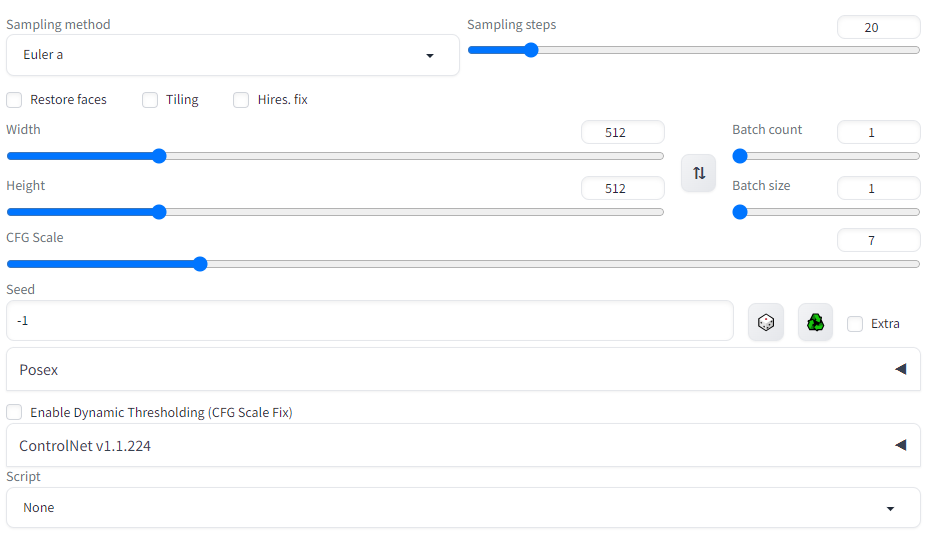 Sampling method
Sampling steps
20
Euler a
Restore faces
Tiling
Hires. fix
Width
512
Batch count
1
Height
512
Batch size
1
CFG Scale
7
Seed
-1
Extra
Posex
Enable Dynamic Thresholding (CFG Scale Fix)
ControlNet v1.1.224
Script
None